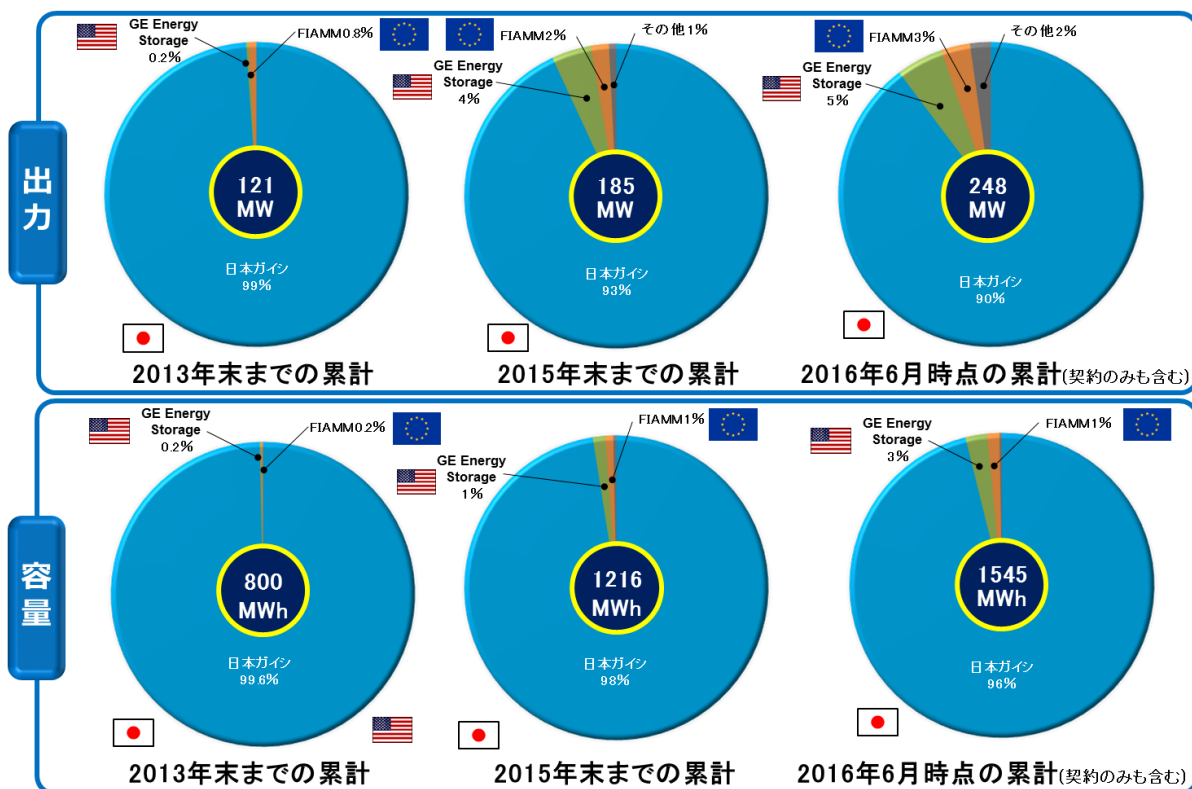 出力
GE Energy
Storage
0.2%
FIAMM0.8%
121
MW
日本ガイシ
99%
2013年末までの累計
GE Energy
Storage
4%
FIAMM2%
その他1%
185
MW
日本ガイシ
93%
2015年末までの累計
GE Energy
Storage
5%
FIAMM3%
その他2%
248
MW
日本ガイシ
90%
2016年6月時点の累計(契約のみも含む)
容量
GE Energy
Storage
0.2%
FIAMM0.2%
800
MWh
日本ガイシ
99.6%
2013年末までの累計
GE Energy
Storage
1%
FIAMM1%
1216
MWh
日本ガイシ
98%
2015年末までの累計
GE Energy
Storage
3%
FIAMM1%
1545
MWh
日本ガイシ
96%
2016年6月時点の累計(契約のみも含む)